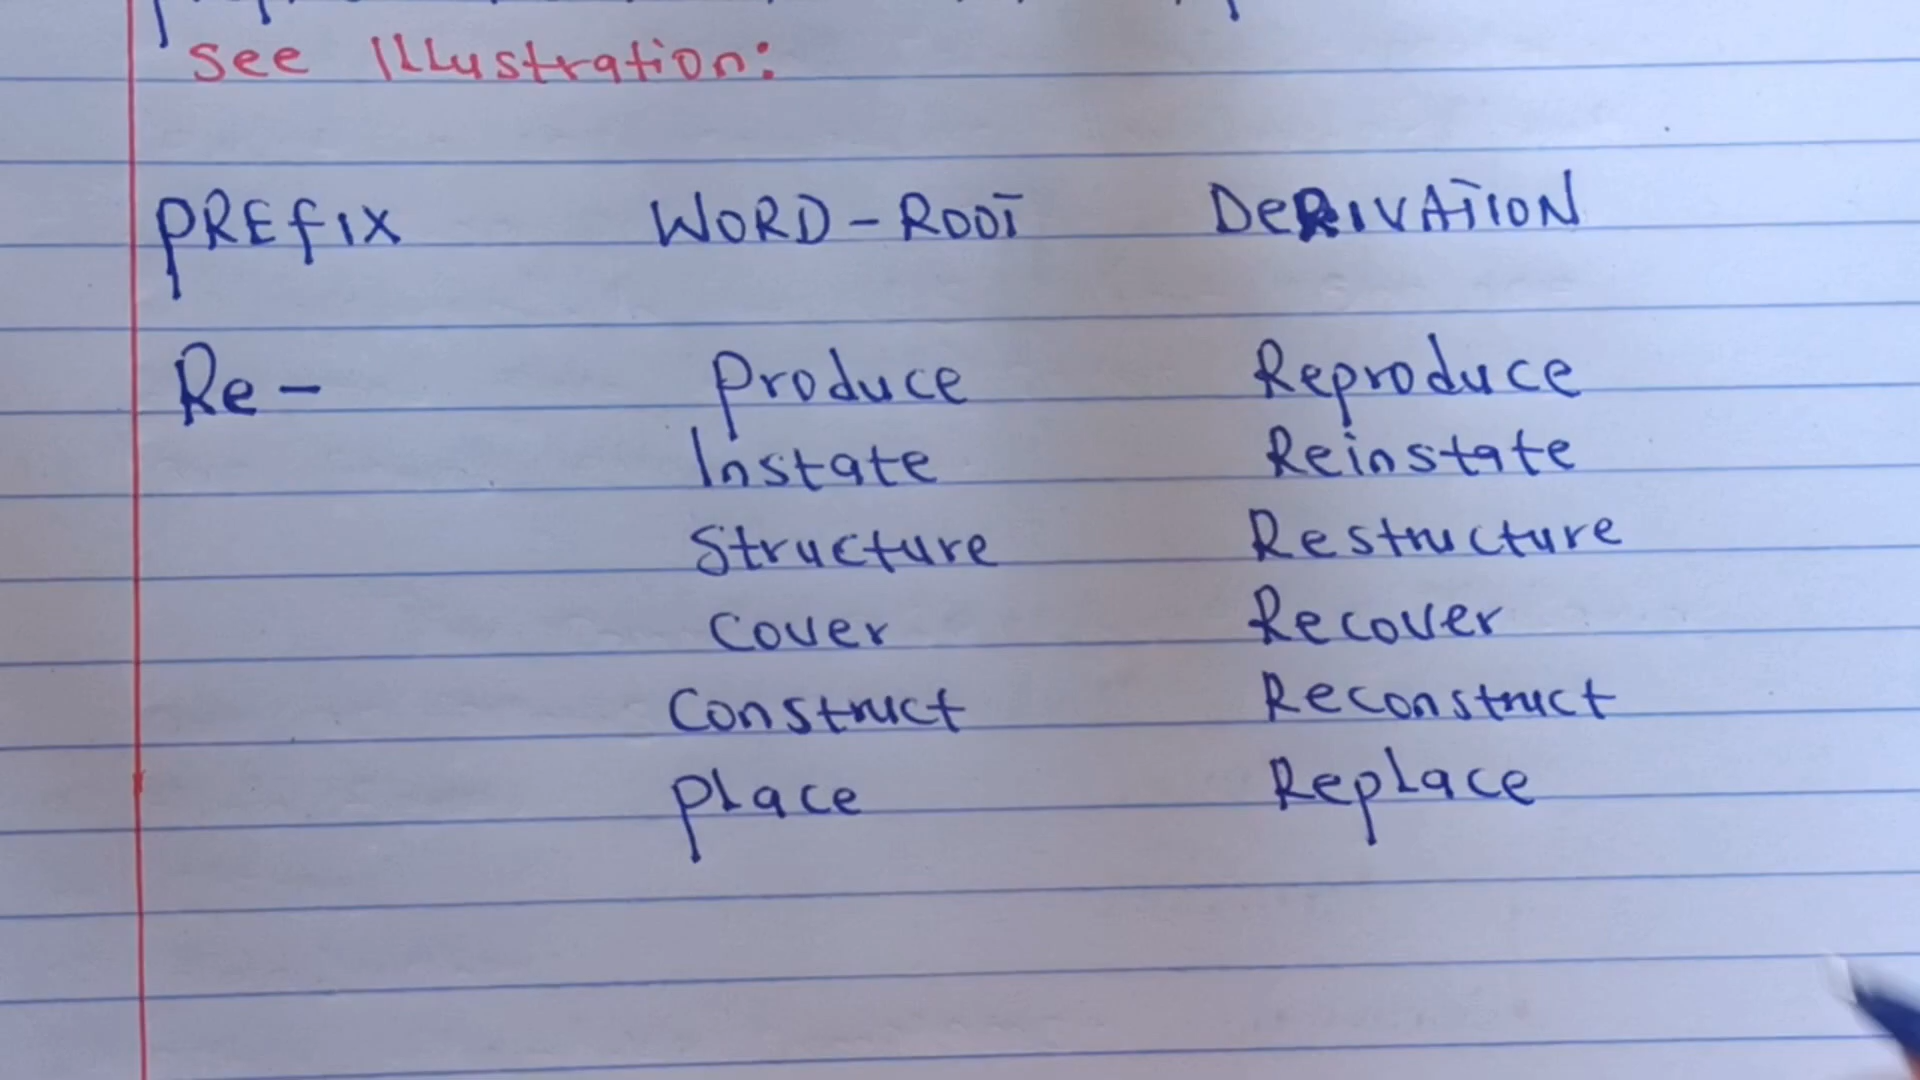 See Illustration:
PREfIX WORD-ROOT DERIVATION
Re- Produce Reproduce
Instate Reinstate
Structure Restructure
Cover Recover
Construct Reconstruct
Place Replace